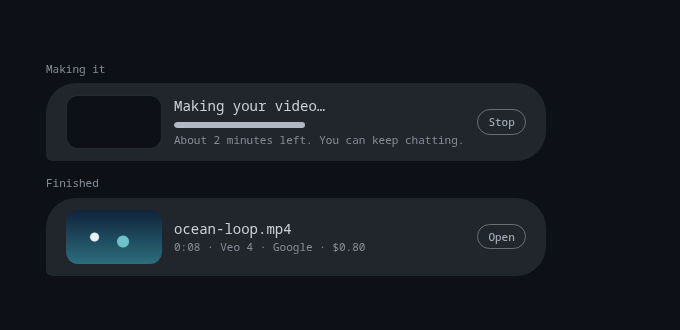 Making it
Making your video…
Stop
About 2 minutes left. You can keep chatting.
Finished
ocean-loop.mp4
0:08 · Veo 4 · Google · $0.80
Open